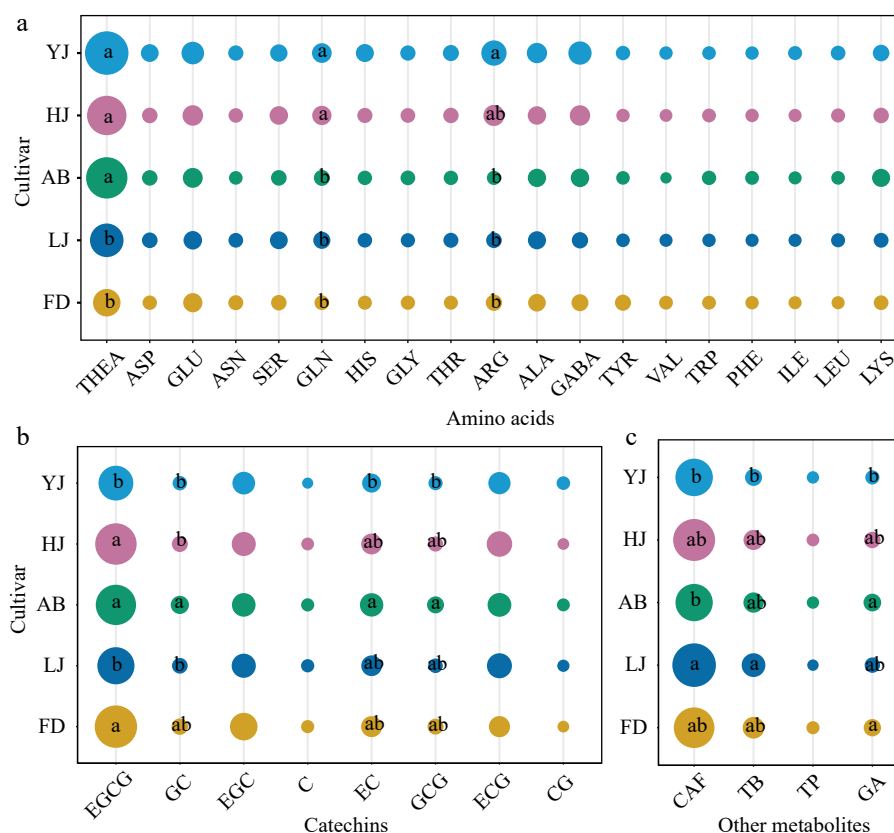 a
Cultivar
YJ a a a
HJ a a ab
AB a b b
LJ b b b
FD b b b
THEA ASP GLU ASN SER GLN HIS GLY THR ARG ALA GABA TYR VAL TRP PHE ILE LEU LYS
Amino acids
b
Cultivar
YJ b b b b
HJ a b ab ab
AB a a a a
LJ b b ab ab
FD a ab ab ab
EGCG GC EGC C EC GCG ECG CG
Catechins
c
YJ b b b
HJ ab ab ab
AB b ab a
LJ a a ab
FD ab ab a
CAF TB TP GA
Other metabolites